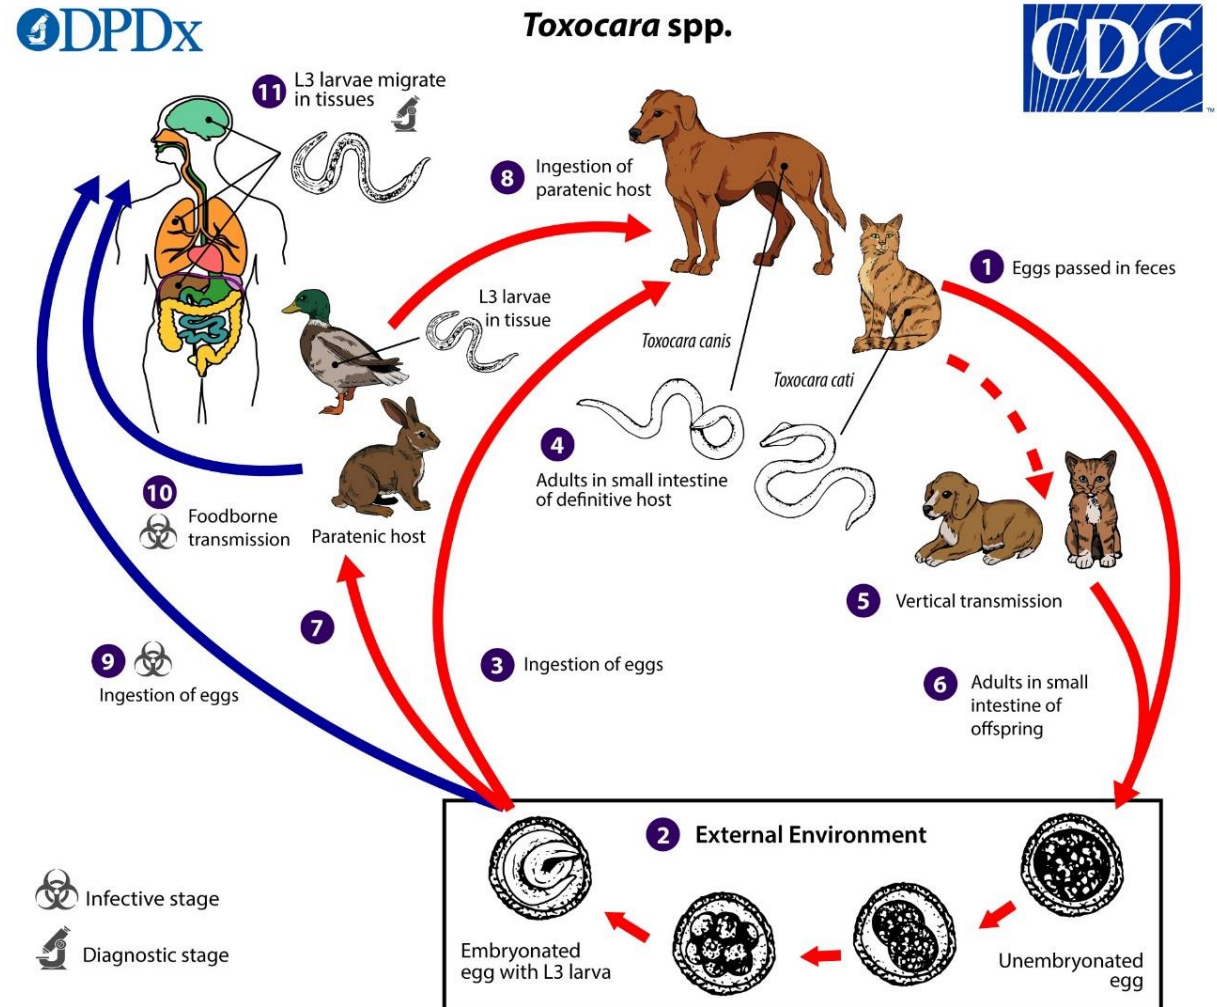 DPDx
Toxocara spp.
CDC
TM
11
L3 larvae migrate
in tissues
8
Ingestion of
paratenic host
1
Eggs passed in feces
L3 larvae
in tissue
Toxocara canis
Toxocara cati
4
Adults in small intestine
of definitive host
10
Foodborne
transmission
Paratenic host
5
Vertical transmission
7
9
Ingestion of eggs
3
Ingestion of eggs
6
Adults in small
intestine of
offspring
2
External Environment
Embryonated
egg with L3 larva
Unembryonated
egg
Infective stage
Diagnostic stage